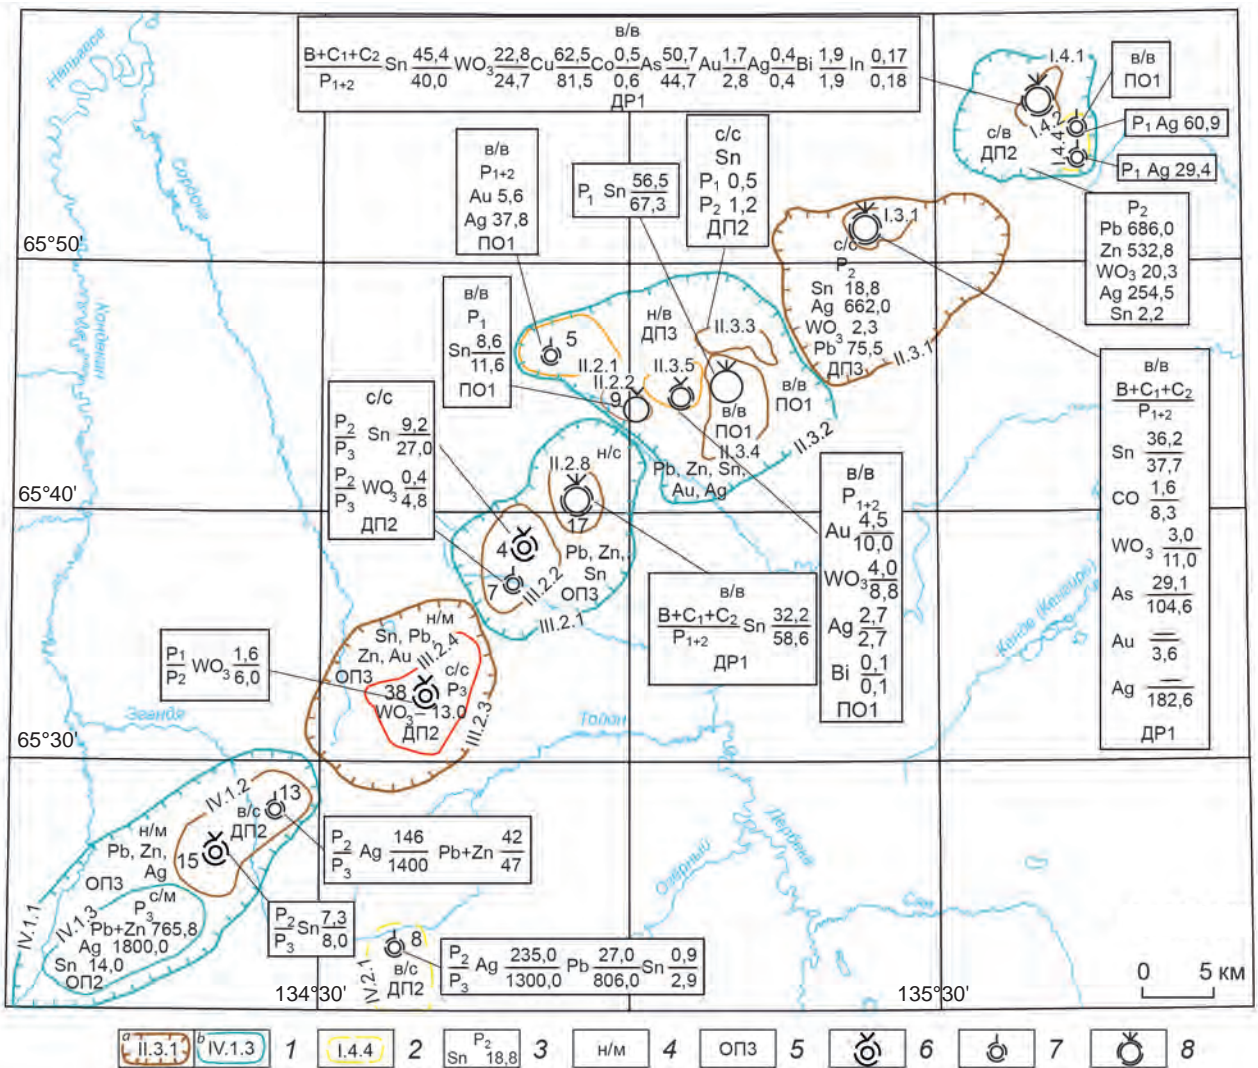 в/в
B+C₁+C₂/P₁₊₂ Sn 45,4/40,0 WO₃ 22,8/24,7 Cu 62,5/81,5 Co 0,5/0,6 As 50,7/44,7 Au 1,7/2,8 Ag 0,4/0,4 Bi 1,9/1,9 In 0,17/0,18
ДР1
I.4.1
I.4.2
I.4.4
с/в
ДП2
в/в
ПО1
P₁ Ag 60,9
P₁ Ag 29,4
P₂
Pb 686,0
Zn 532,8
WO₃ 20,3
Ag 254,5
Sn 2,2
Нельгесе
Сордона
в/в
P₁₊₂
Au 5,6
Ag 37,8
ПО1
P₁ Sn 56,5/67,3
с/с
Sn
P₁ 0,5
P₂ 1,2
ДП2
65°50'
I.3.1
с/с
P₂
Sn 18,8
Ag 662,0
WO₃ 2,3
Pb 75,5
ДП3
II.3.1
в/в
P₁
Sn 8,6/11,6
ПО1
5
II.2.1
н/в
ДП3
II.3.3
II.2.2
9
II.3.5
в/в
ПО1
II.3.4
в/в
ПО1
II.3.2
Pb, Zn, Sn,
Au, Ag
в/в
B+C₁+C₂/P₁₊₂
Sn 36,2/37,7
CO 1,6/8,3
WO₃ 3,0/11,0
As 29,1/104,6
Au —/3,6
Ag —/182,6
ДР1
с/с
P₂/P₃ Sn 9,2/27,0
P₂/P₃ WO₃ 0,4/4,8
ДП2
65°40'
II.2.8
н/с
17
4
7
III.2.2
Pb, Zn,
Sn
ОП3
III.2.1
в/в
P₁₊₂
Au 4,5/10,0
WO₃ 4,0/8,8
Ag 2,7/2,7
Bi 0,1/0,1
ПО1
в/в
B+C₁+C₂/P₁₊₂ Sn 32,2/58,6
ДР1
P₁/P₂ WO₃ 1,6/6,0
н/м
Sn, Pb,
Zn, Au
ОП3
III.2.4
с/с
P₃
38
WO₃– 13.0
ДП2
III.2.3
Эгандя
Томон
65°30'
IV.1.2
13
в/с
ДП2
н/м
Pb, Zn,
Ag
15
ОП3
IV.1.1
IV.1.3
с/м
P₃
Pb+Zn 765,8
Ag 1800,0
Sn 14,0
ОП2
P₂/P₃ Ag 146/1400 Pb+Zn 42/47
P₂/P₃ Sn 7,3/8,0
8
IV.2.1
в/с
ДП2
P₂/P₃ Ag 235,0/1300,0 Pb 27,0/806,0 Sn 0,9/2,9
Озёрный
134°30'
135°30'
0 5 км
a II.3.1 b IV.1.3 1 I.4.4 2 P₂ Sn 18,8 3 н/м 4 ОП3 5 6 7 8